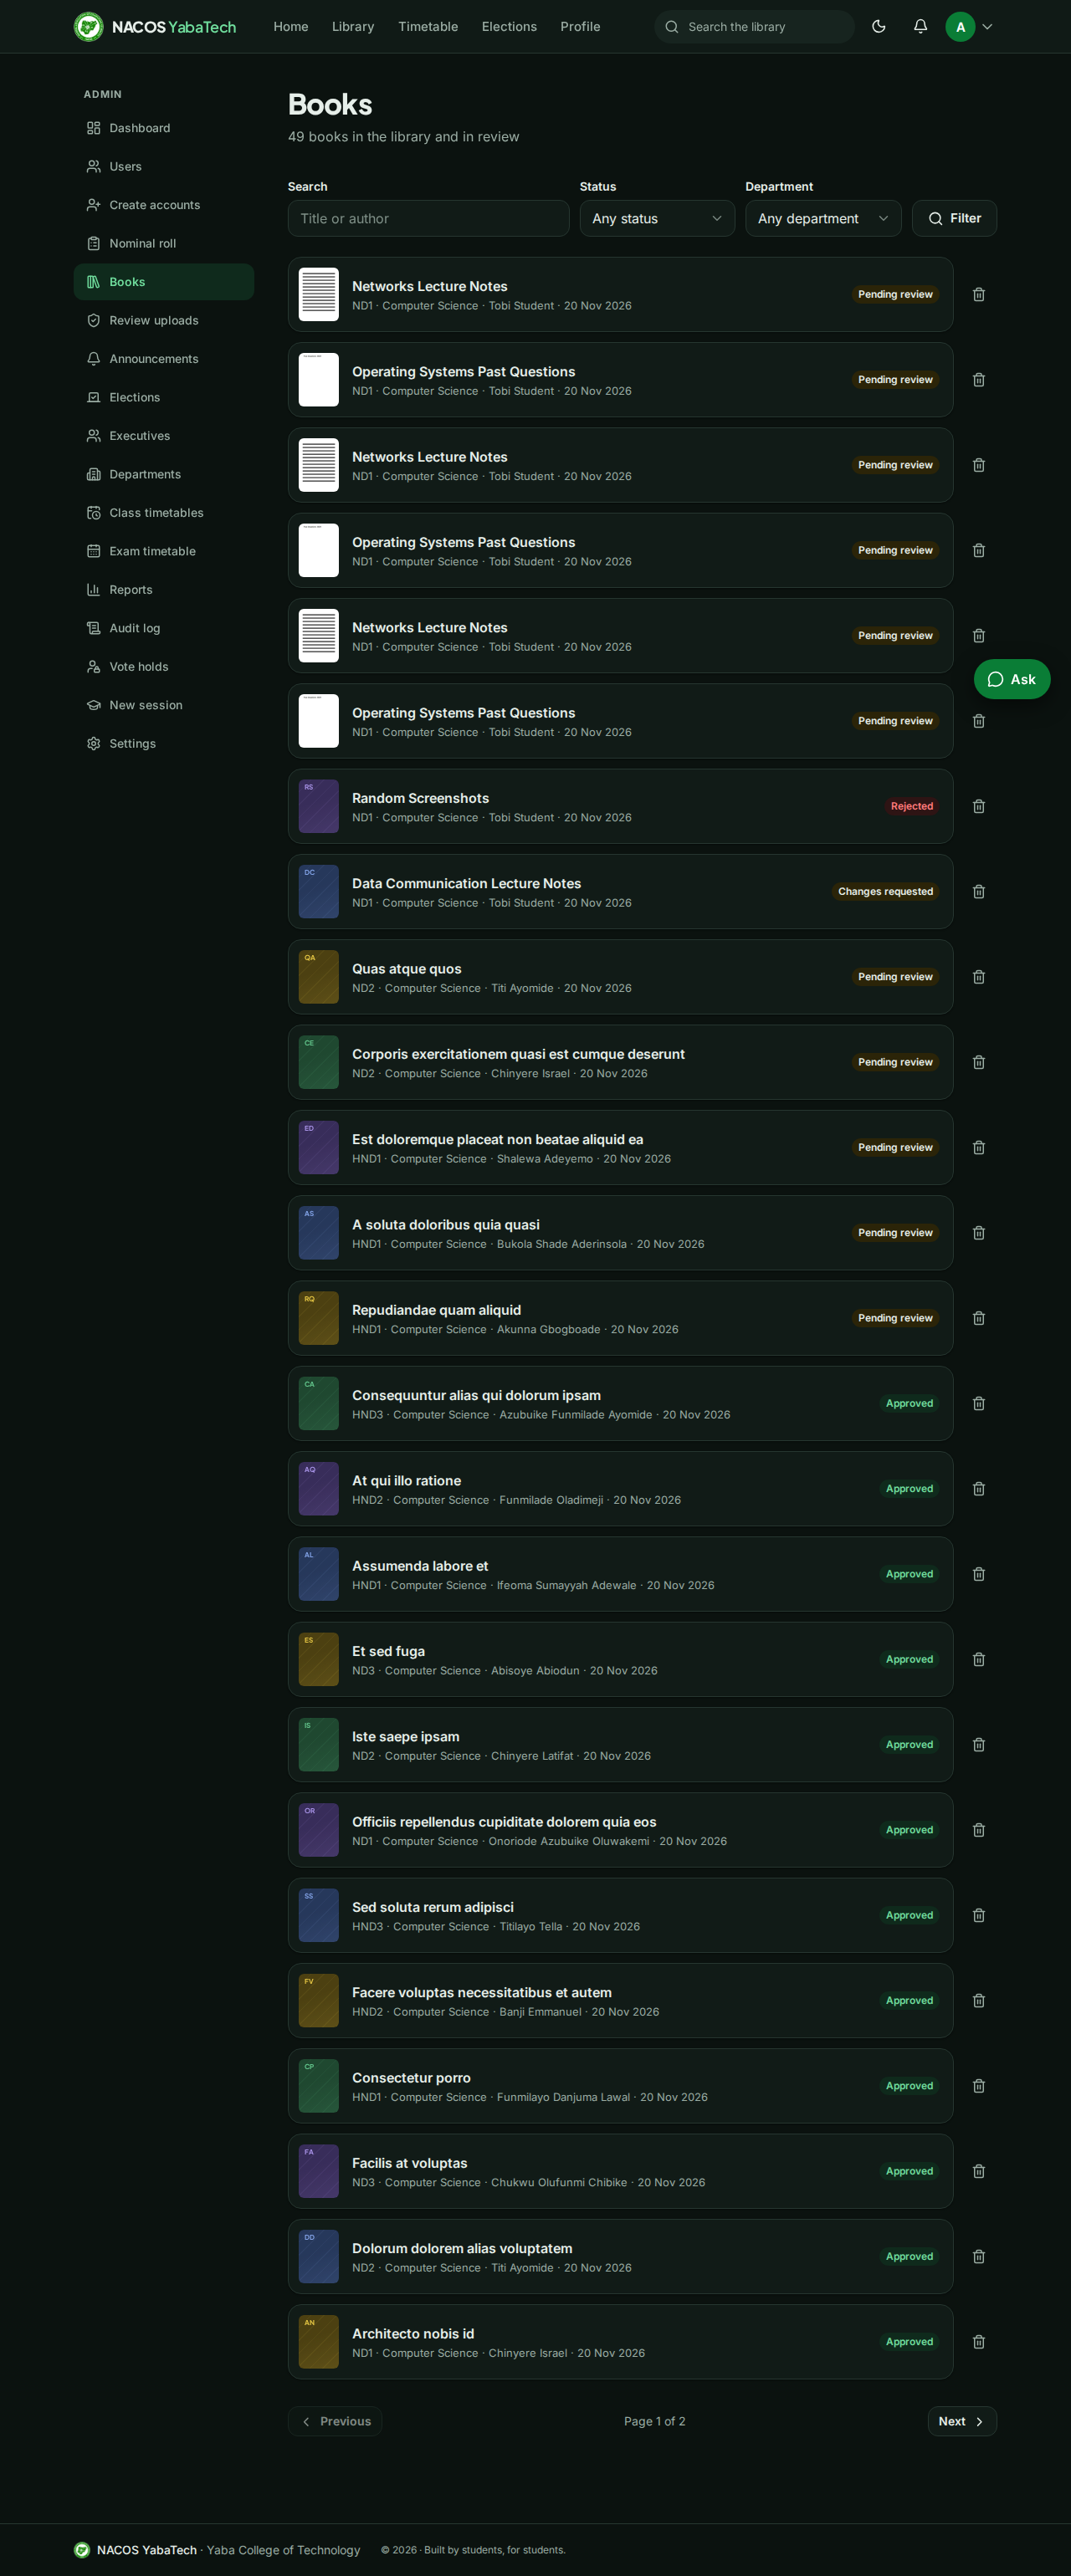 NACOS YabaTech
Home Library Timetable Elections Profile
Search the library
A
ADMIN
Dashboard
Users
Create accounts
Nominal roll
Books
Review uploads
Announcements
Elections
Executives
Departments
Class timetables
Exam timetable
Reports
Audit log
Vote holds
New session
Settings
Books
49 books in the library and in review
Search Status Department
Title or author Any status Any department Filter
Networks Lecture Notes
ND1 · Computer Science · Tobi Student · 20 Nov 2026
Pending review
Operating Systems Past Questions
ND1 · Computer Science · Tobi Student · 20 Nov 2026
Pending review
Networks Lecture Notes
ND1 · Computer Science · Tobi Student · 20 Nov 2026
Pending review
Operating Systems Past Questions
ND1 · Computer Science · Tobi Student · 20 Nov 2026
Pending review
Networks Lecture Notes
ND1 · Computer Science · Tobi Student · 20 Nov 2026
Pending review
Ask
Operating Systems Past Questions
ND1 · Computer Science · Tobi Student · 20 Nov 2026
Pending review
RS
Random Screenshots
ND1 · Computer Science · Tobi Student · 20 Nov 2026
Rejected
DC
Data Communication Lecture Notes
ND1 · Computer Science · Tobi Student · 20 Nov 2026
Changes requested
QA
Quas atque quos
ND2 · Computer Science · Titi Ayomide · 20 Nov 2026
Pending review
CE
Corporis exercitationem quasi est cumque deserunt
ND2 · Computer Science · Chinyere Israel · 20 Nov 2026
Pending review
ED
Est doloremque placeat non beatae aliquid ea
HND1 · Computer Science · Shalewa Adeyemo · 20 Nov 2026
Pending review
AS
A soluta doloribus quia quasi
HND1 · Computer Science · Bukola Shade Aderinsola · 20 Nov 2026
Pending review
RQ
Repudiandae quam aliquid
HND1 · Computer Science · Akunna Gbogboade · 20 Nov 2026
Pending review
CA
Consequuntur alias qui dolorum ipsam
HND3 · Computer Science · Azubuike Funmilade Ayomide · 20 Nov 2026
Approved
AQ
At qui illo ratione
HND2 · Computer Science · Funmilade Oladimeji · 20 Nov 2026
Approved
AL
Assumenda labore et
HND1 · Computer Science · Ifeoma Sumayyah Adewale · 20 Nov 2026
Approved
ES
Et sed fuga
ND3 · Computer Science · Abisoye Abiodun · 20 Nov 2026
Approved
IS
Iste saepe ipsam
ND2 · Computer Science · Chinyere Latifat · 20 Nov 2026
Approved
OR
Officiis repellendus cupiditate dolorem quia eos
ND1 · Computer Science · Onoriode Azubuike Oluwakemi · 20 Nov 2026
Approved
SS
Sed soluta rerum adipisci
HND3 · Computer Science · Titilayo Tella · 20 Nov 2026
Approved
FV
Facere voluptas necessitatibus et autem
HND2 · Computer Science · Banji Emmanuel · 20 Nov 2026
Approved
CP
Consectetur porro
HND1 · Computer Science · Funmilayo Danjuma Lawal · 20 Nov 2026
Approved
FA
Facilis at voluptas
ND3 · Computer Science · Chukwu Olufunmi Chibike · 20 Nov 2026
Approved
DD
Dolorum dolorem alias voluptatem
ND2 · Computer Science · Titi Ayomide · 20 Nov 2026
Approved
AN
Architecto nobis id
ND1 · Computer Science · Chinyere Israel · 20 Nov 2026
Approved
Previous Page 1 of 2 Next
NACOS YabaTech · Yaba College of Technology © 2026 · Built by students, for students.